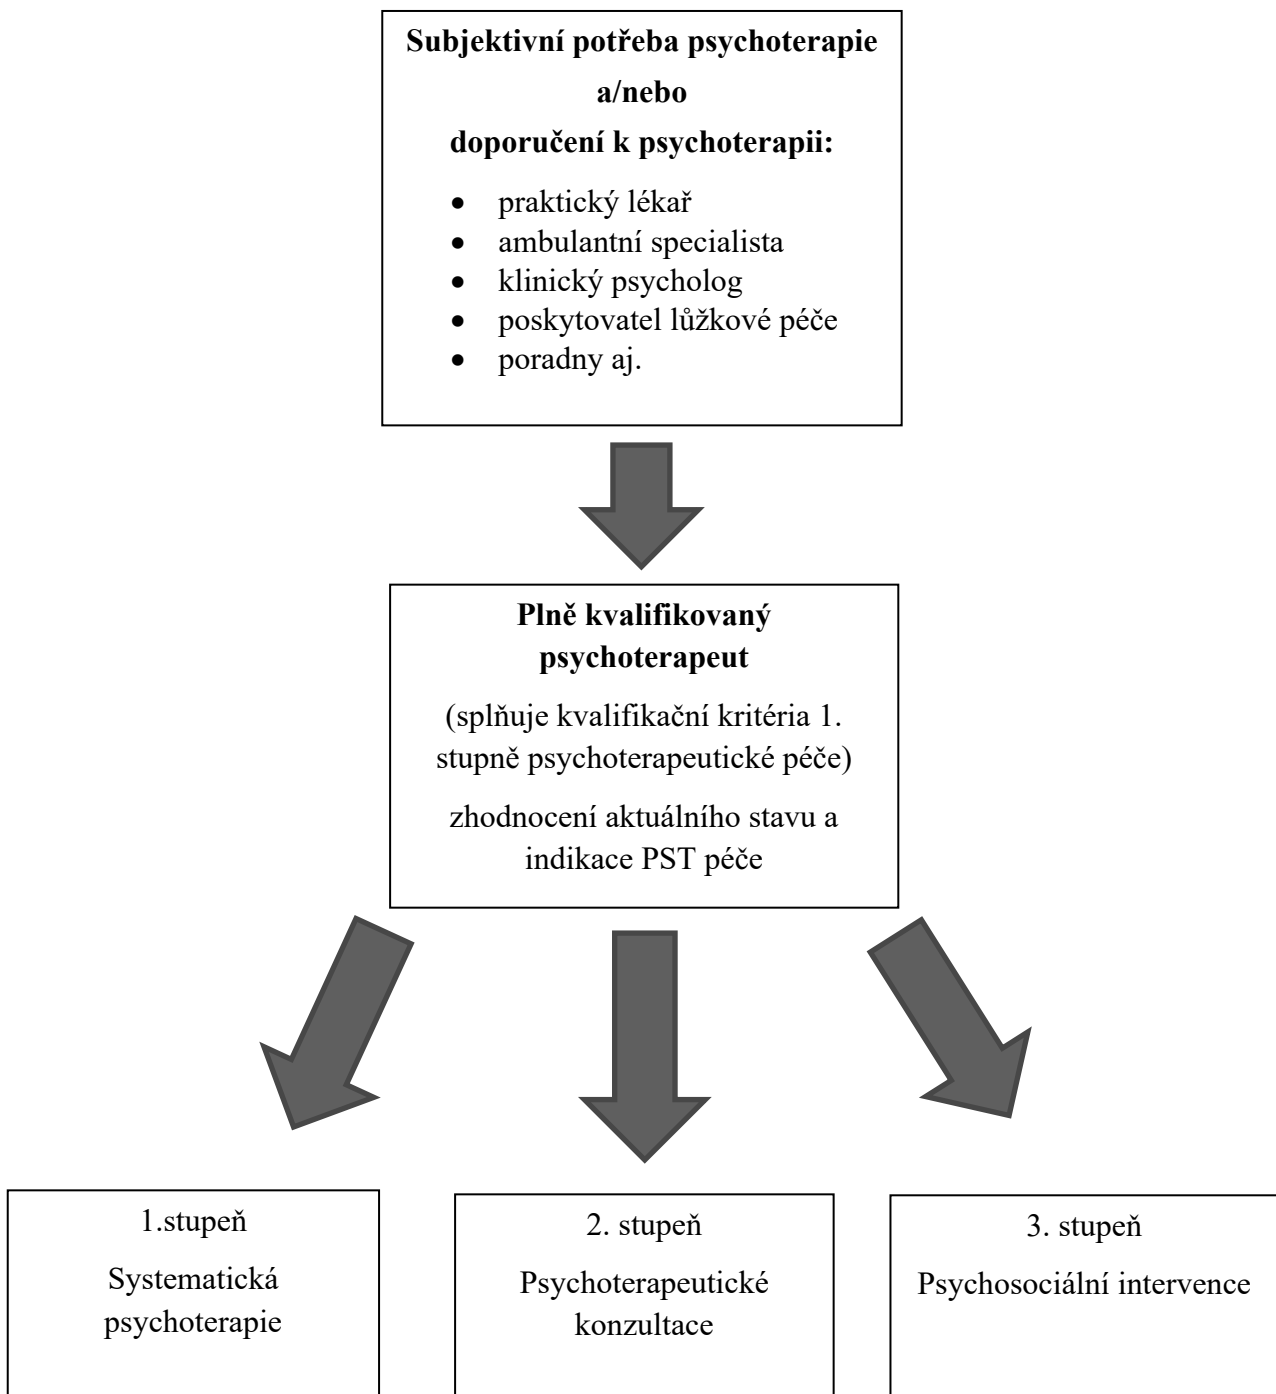 Subjektivní potřeba psychoterapie
a/nebo
doporučení k psychoterapii:
• praktický lékař
• ambulantní specialista
• klinický psycholog
• poskytovatel lůžkové péče
• poradny aj.
Plně kvalifikovaný
psychoterapeut
(splňuje kvalifikační kritéria 1.
stupně psychoterapeutické péče)
zhodnocení aktuálního stavu a
indikace PST péče
1.stupeň
Systematická
psychoterapie
2. stupeň
Psychoterapeutické
konzultace
3. stupeň
Psychosociální intervence